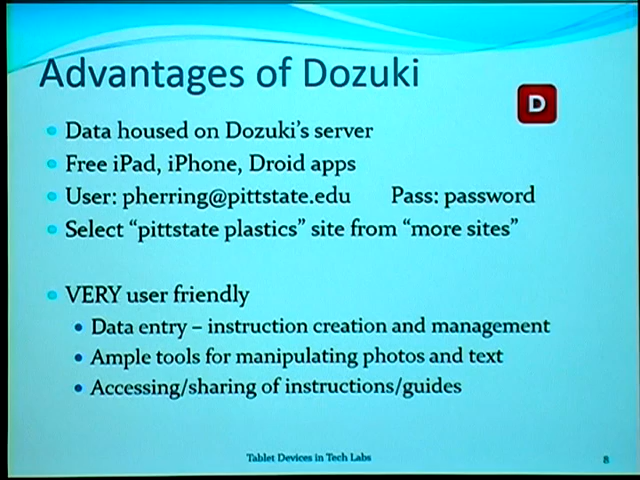 Advantages of Dozuki
D
Data housed on Dozuki's server
Free iPad, iPhone, Droid apps
User: pherring@pittstate.edu Pass: password
Select "pittstate plastics" site from "more sites"
VERY user friendly
Data entry – instruction creation and management
Ample tools for manipulating photos and text
Accessing/sharing of instructions/guides
Tablet Devices in Tech Labs 8